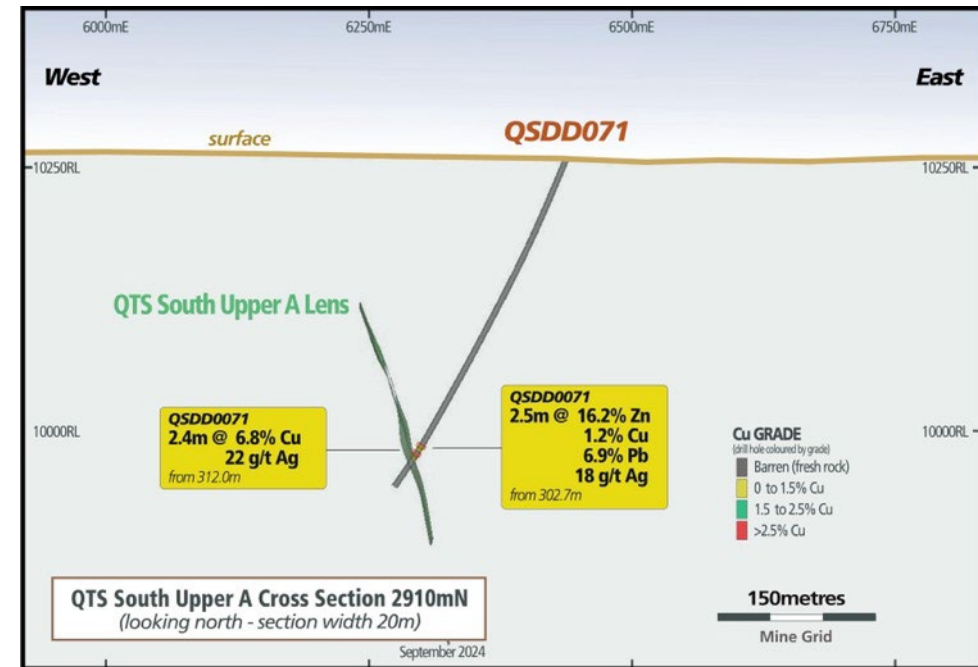 6000mE 6250mE 6500mE 6750mE
West East
QSDD071
surface
10250RL 10250RL
QTS South Upper A Lens
QSDD0071
2.4m @ 6.8% Cu
22 g/t Ag
from 312.0m
QSDD0071
2.5m @ 16.2% Zn
1.2% Cu
6.9% Pb
18 g/t Ag
from 302.7m
10000RL 10000RL
Cu GRADE
(drill hole coloured by grade)
Barren (fresh rock)
0 to 1.5% Cu
1.5 to 2.5% Cu
>2.5% Cu
QTS South Upper A Cross Section 2910mN
(looking north - section width 20m)
September 2024
150metres
Mine Grid